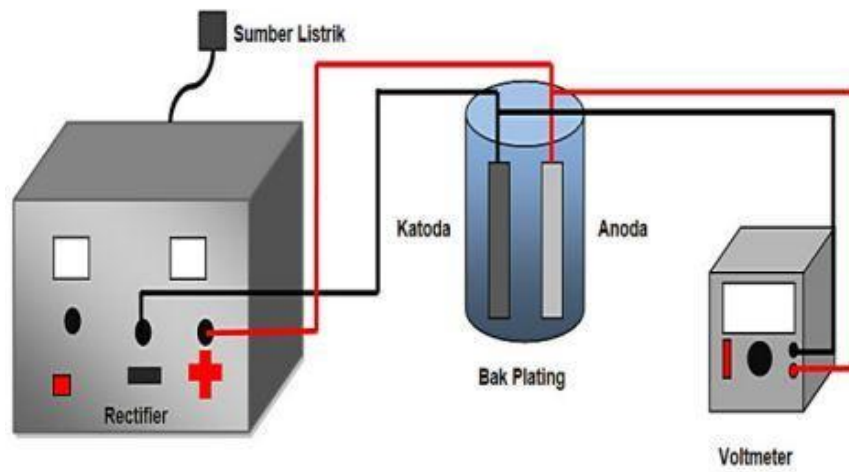 Sumber Listrik
Katoda
Anoda
Bak Plating
Rectifier
Voltmeter